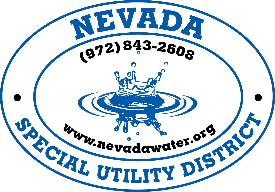 NEVADA
(972) 843-2608
www.nevadawater.org
SPECIAL UTILITY DISTRICT